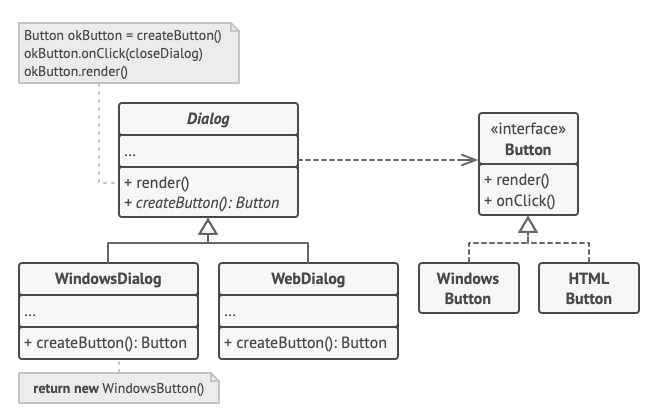 Button okButton = createButton()
okButton.onClick(closeDialog)
okButton.render()
Dialog
...
+ render()
+ createButton(): Button
«interface»
Button
+ render()
+ onClick()
WindowsDialog
...
+ createButton(): Button
WebDialog
...
+ createButton(): Button
Windows
Button
HTML
Button
return new WindowsButton()